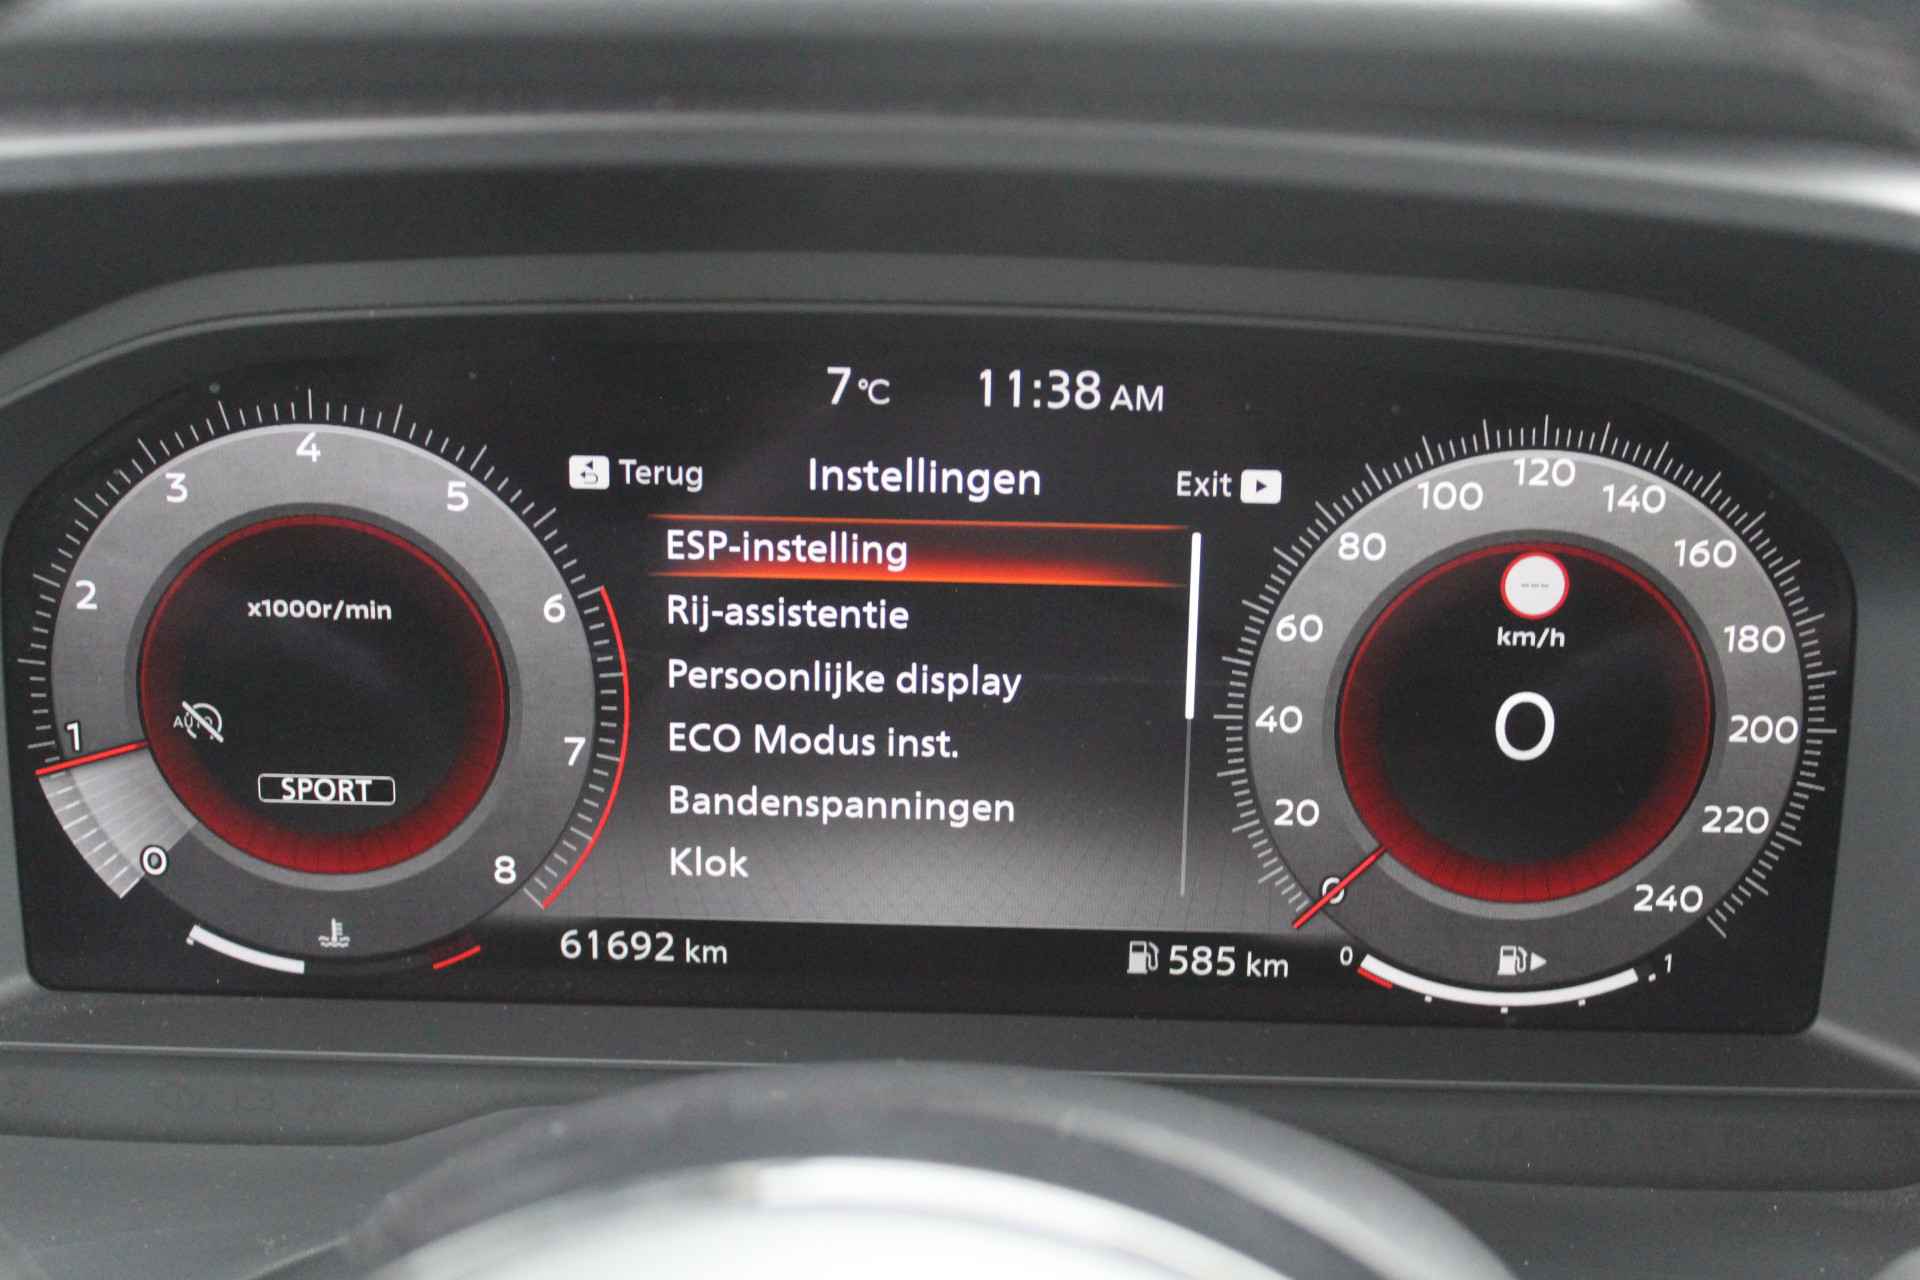 7°C 11:38 AM
Terug Instellingen Exit
ESP-instelling
Rij-assistentie
Persoonlijke display
ECO Modus inst.
Bandenspanningen
Klok
61692 km
585 km
0
1
2
3
4
5
6
7
8
x1000r/min
AUTO
SPORT
0
20
40
60
80
100
120
140
160
180
200
220
240
---
km/h
0
0
1